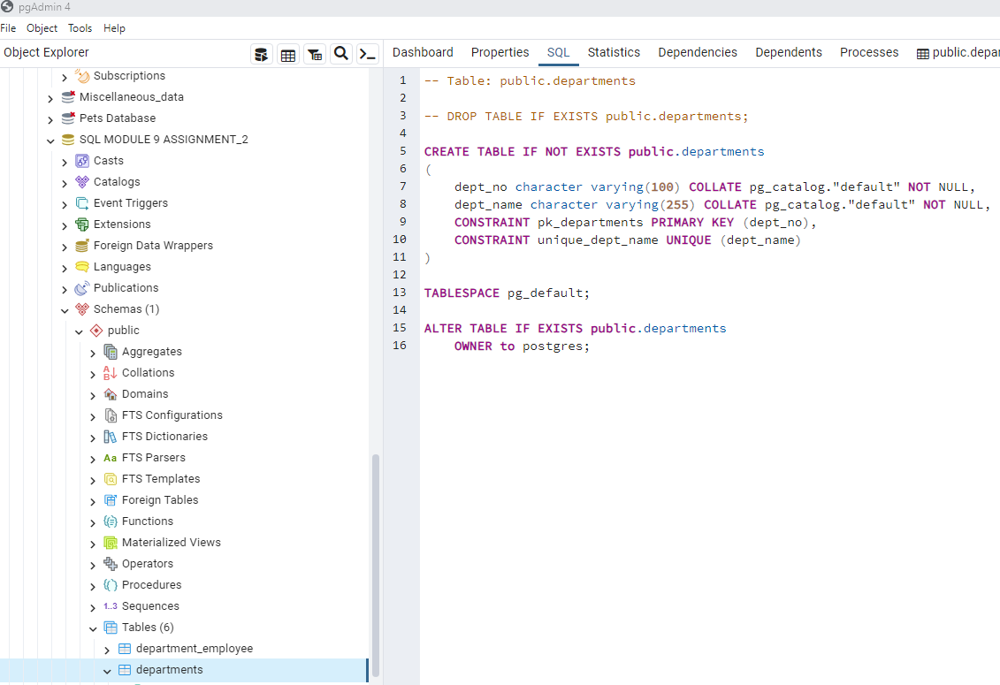 pgAdmin 4
File Object Tools Help
Object Explorer
Dashboard Properties SQL Statistics Dependencies Dependents Processes public.depar
Subscriptions
Miscellaneous_data
Pets Database
SQL MODULE 9 ASSIGNMENT_2
Casts
Catalogs
Event Triggers
Extensions
Foreign Data Wrappers
Languages
Publications
Schemas (1)
public
Aggregates
Collations
Domains
FTS Configurations
FTS Dictionaries
Aa FTS Parsers
FTS Templates
Foreign Tables
Functions
Materialized Views
Operators
Procedures
1..3 Sequences
Tables (6)
department_employee
departments
1 -- Table: public.departments
2
3 -- DROP TABLE IF EXISTS public.departments;
4
5 CREATE TABLE IF NOT EXISTS public.departments
6 (
7 dept_no character varying(100) COLLATE pg_catalog."default" NOT NULL,
8 dept_name character varying(255) COLLATE pg_catalog."default" NOT NULL,
9 CONSTRAINT pk_departments PRIMARY KEY (dept_no),
10 CONSTRAINT unique_dept_name UNIQUE (dept_name)
11 )
12
13 TABLESPACE pg_default;
14
15 ALTER TABLE IF EXISTS public.departments
16 OWNER to postgres;